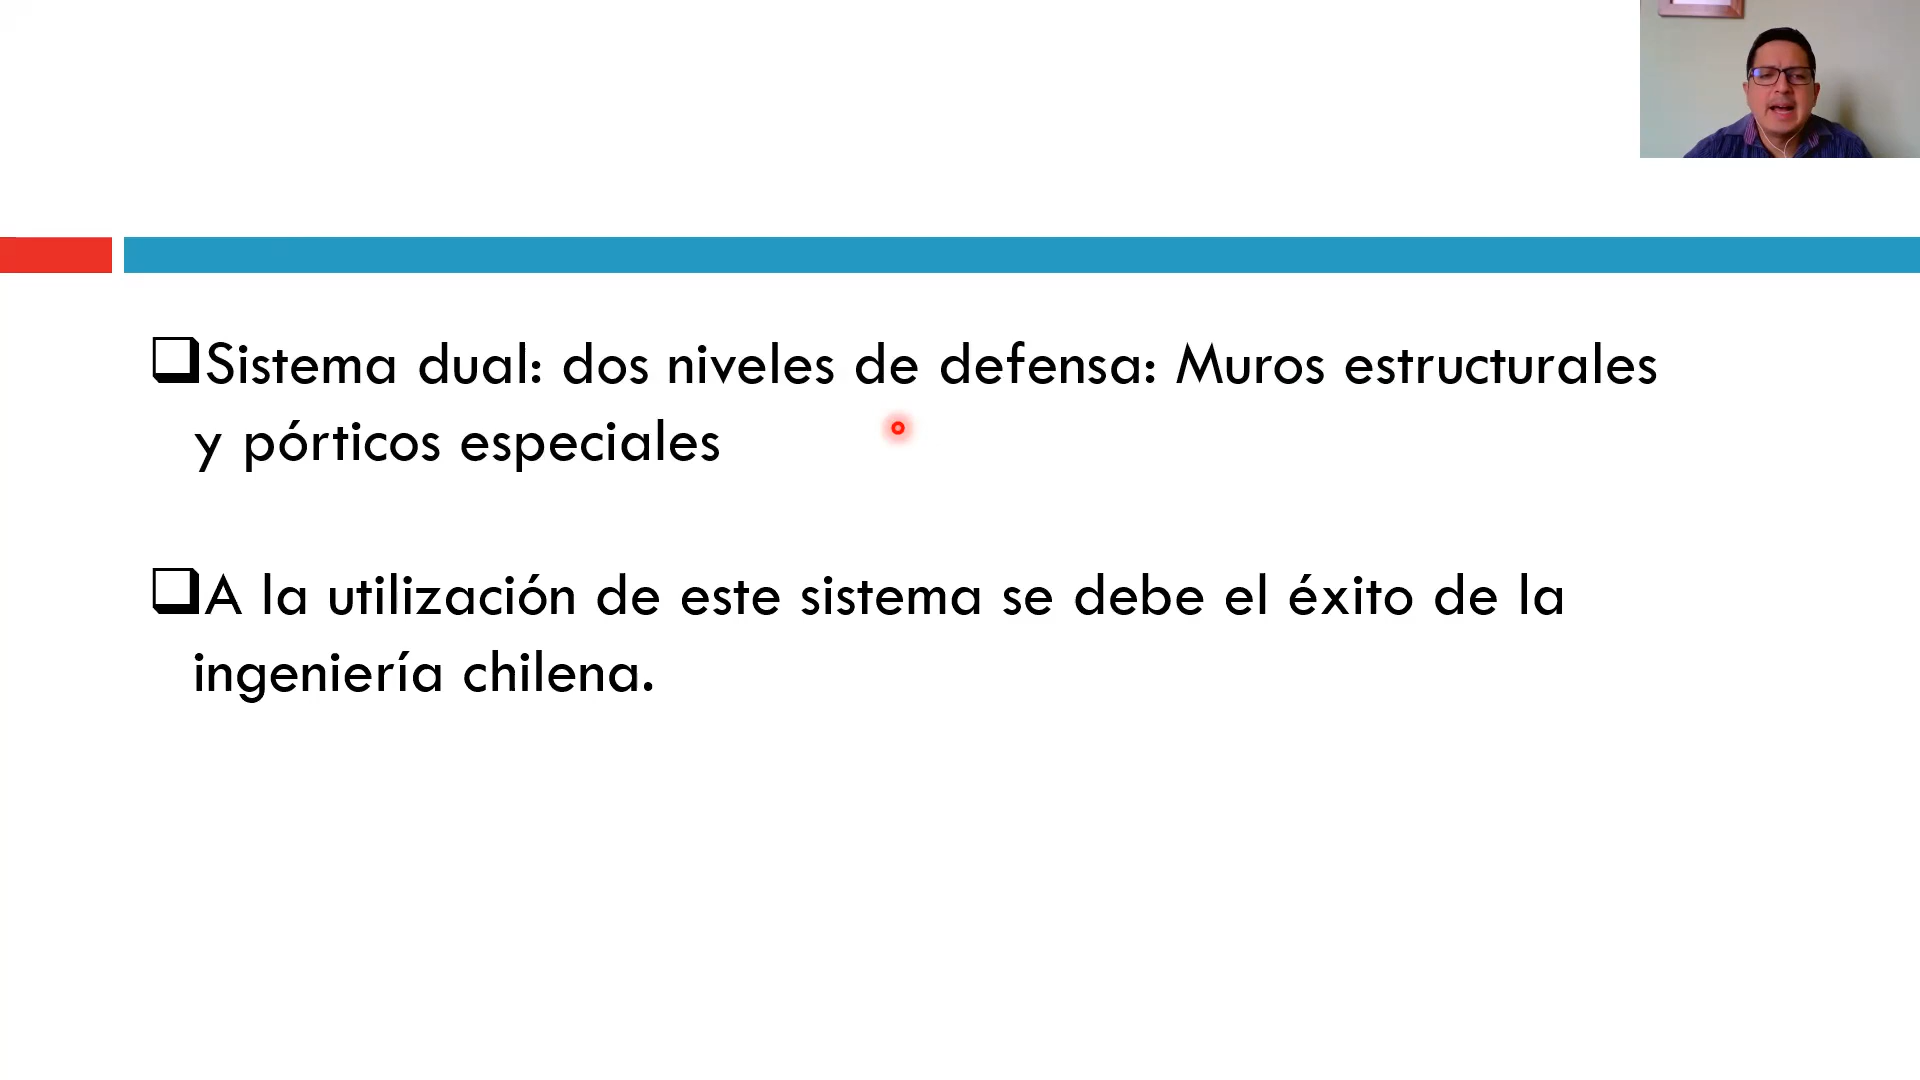 Sistema dual: dos niveles de defensa: Muros estructurales
y pórticos especiales
A la utilización de este sistema se debe el éxito de la
ingeniería chilena.